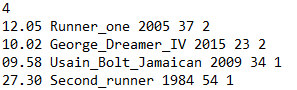 4
12.05 Runner_one 2005 37 2
10.02 George_Dreamer_IV 2015 23 2
09.58 Usain_Bolt_Jamaican 2009 34 1
27.30 Second_runner 1984 54 1